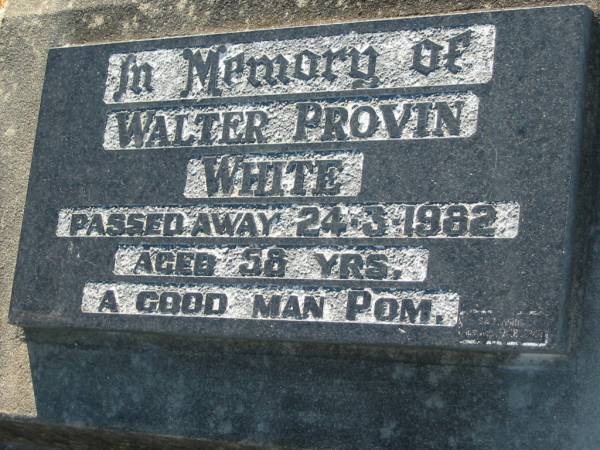 In Memory of
WALTER PROVIN
WHITE
PASSED AWAY 24·3·1982
AGED 58 YRS.
A GOOD MAN POM.